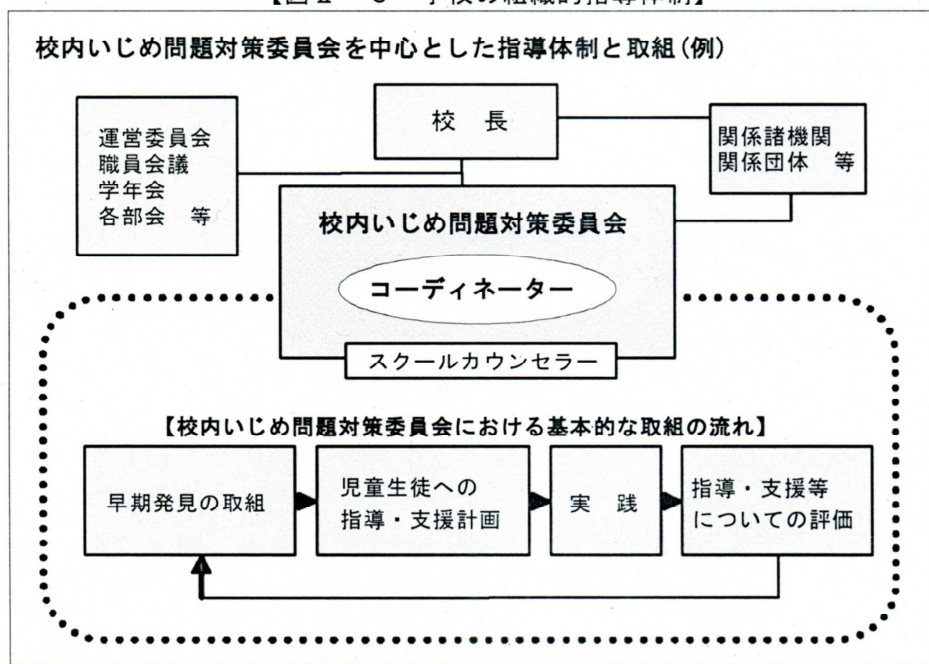 校内いじめ問題対策委員会を中心とした指導体制と取組(例)
校 長
運営委員会
職員会議
学年会
各部会 等
関係諸機関
関係団体 等
校内いじめ問題対策委員会
コーディネーター
スクールカウンセラー
【校内いじめ問題対策委員会における基本的な取組の流れ】
早期発見の取組
児童生徒への
指導・支援計画
実 践
指導・支援等
についての評価